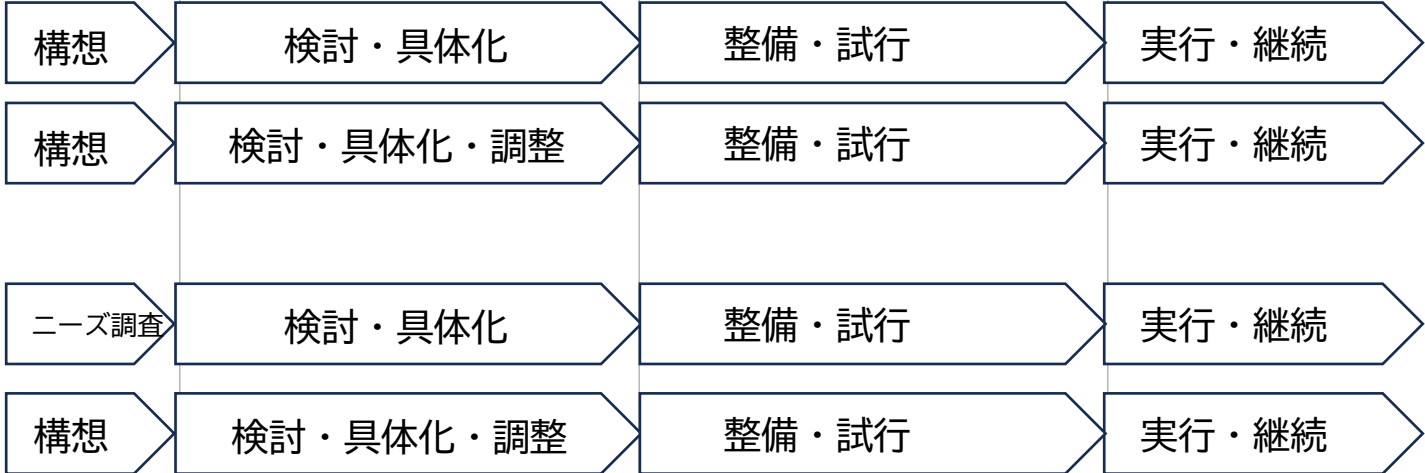 構想 検討・具体化 整備・試行 実行・継続
構想 検討・具体化・調整 整備・試行 実行・継続
ニーズ調査 検討・具体化 整備・試行 実行・継続
構想 検討・具体化・調整 整備・試行 実行・継続